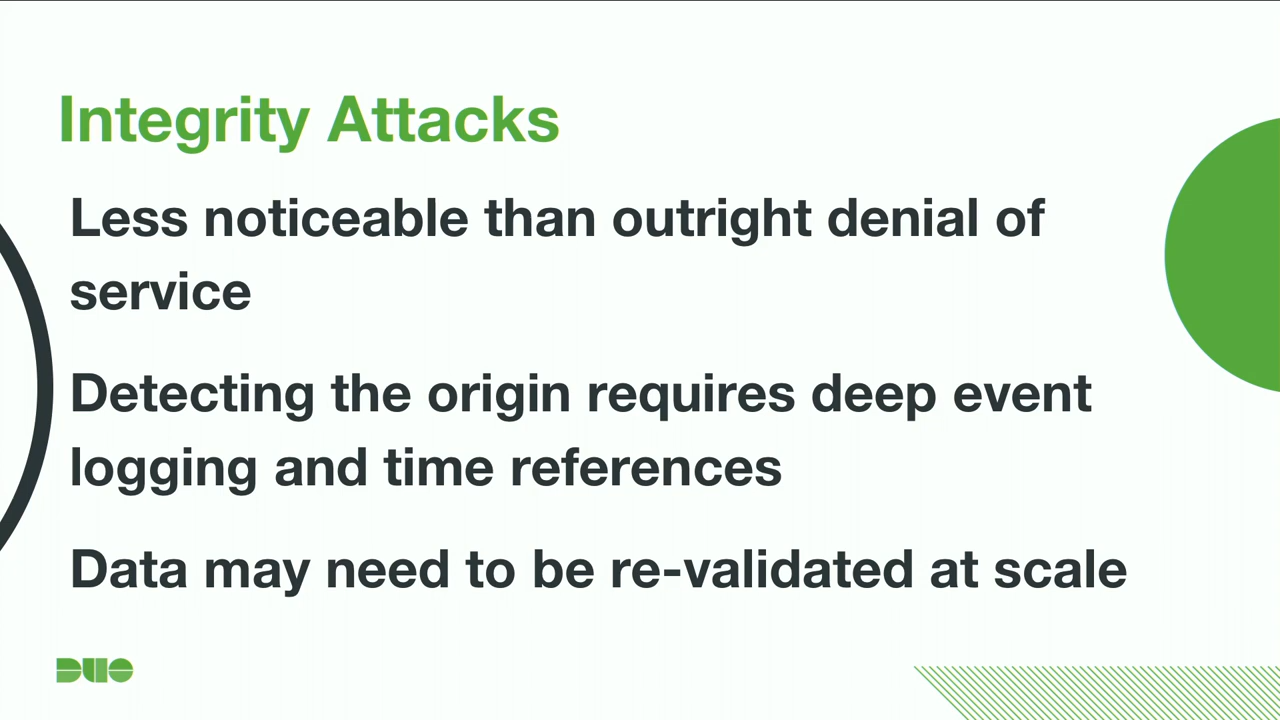 Integrity Attacks
Less noticeable than outright denial of
service
Detecting the origin requires deep event
logging and time references
Data may need to be re-validated at scale
DUO